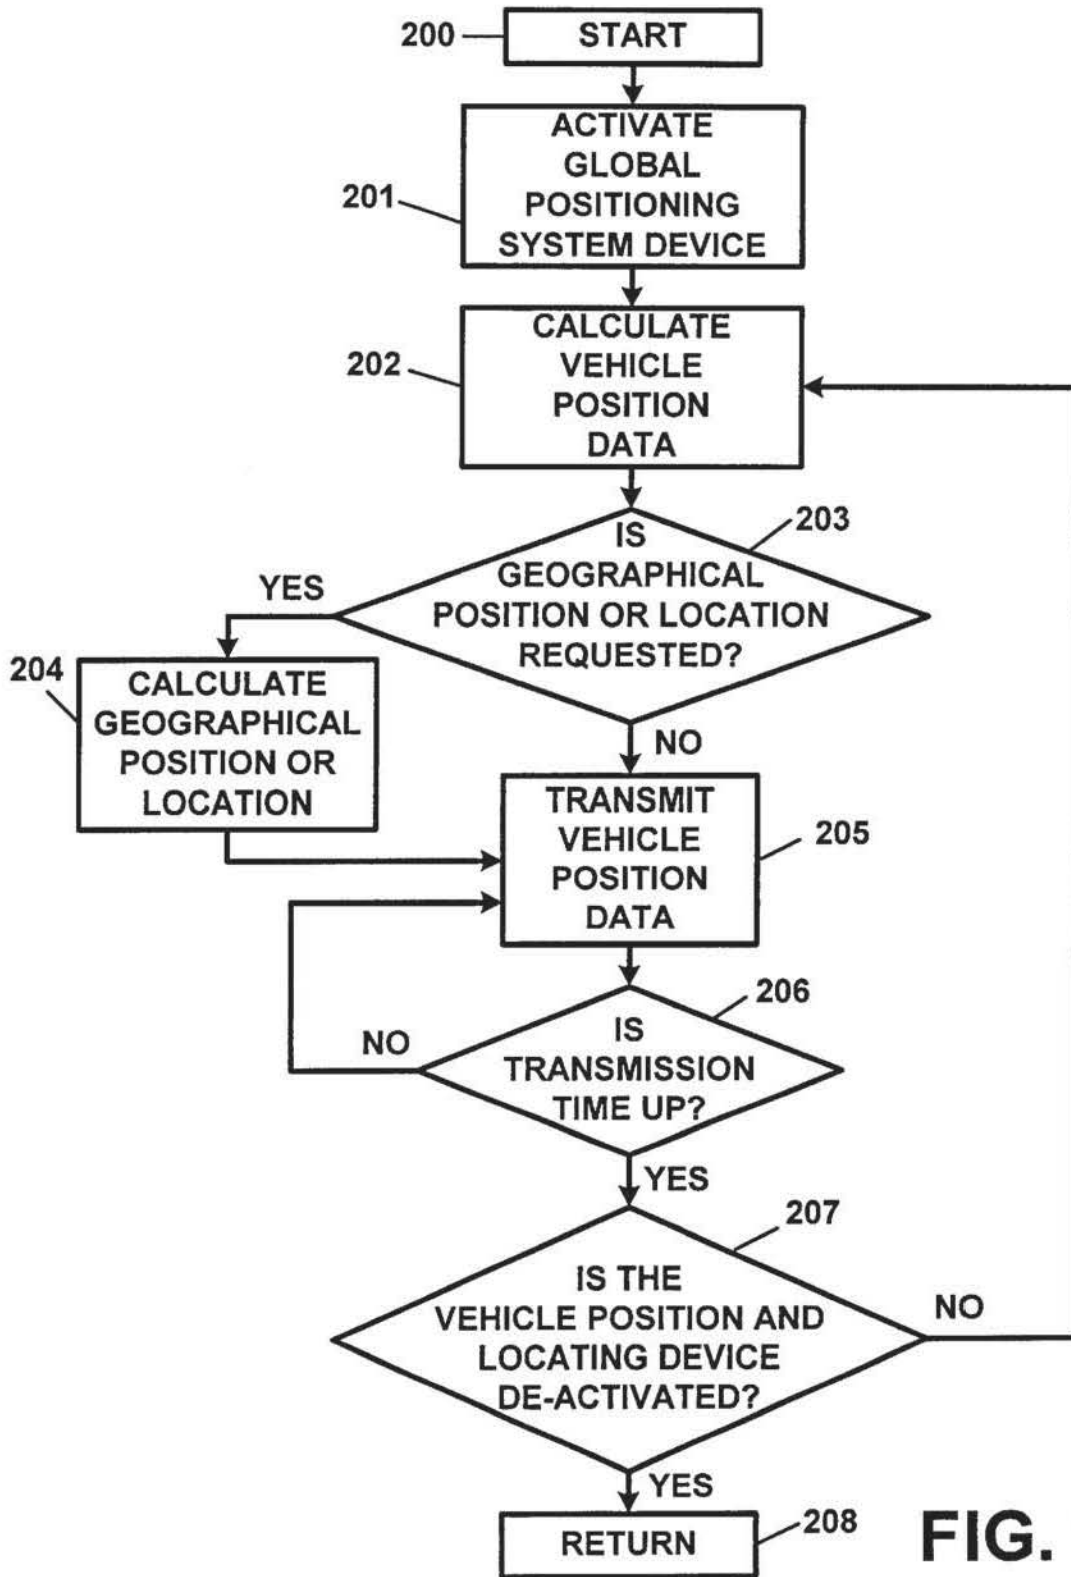 200
START
ACTIVATE
GLOBAL
POSITIONING
SYSTEM DEVICE
201
CALCULATE
VEHICLE
POSITION
DATA
202
203
IS
GEOGRAPHICAL
POSITION OR LOCATION
REQUESTED?
YES
204
CALCULATE
GEOGRAPHICAL
POSITION OR
LOCATION
NO
TRANSMIT
VEHICLE
POSITION
DATA
205
206
IS
TRANSMISSION
TIME UP?
NO
YES
207
IS THE
VEHICLE POSITION AND
LOCATING DEVICE
DE-ACTIVATED?
NO
YES
RETURN
208
FIG.